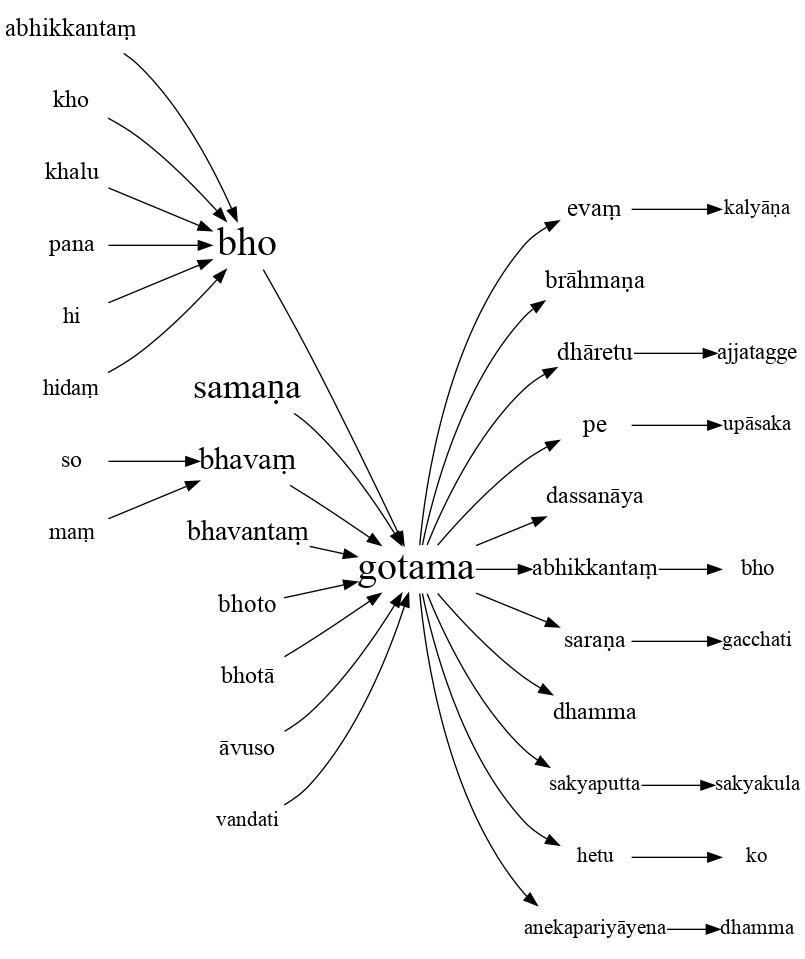 abhikkantaṃ
kho
khalu
pana
hi
hidaṃ
so
maṃ
bho
samaṇa
bhavaṃ
bhavantaṃ
bhoto
bhotā
āvuso
vandati
gotama
evaṃ
brāhmaṇa
dhāretu
pe
dassanāya
abhikkantaṃ
saraṇa
dhamma
sakyaputta
hetu
anekapariyāyena
kalyāṇa
ajjatagge
upāsaka
bho
gacchati
sakyakula
ko
dhamma